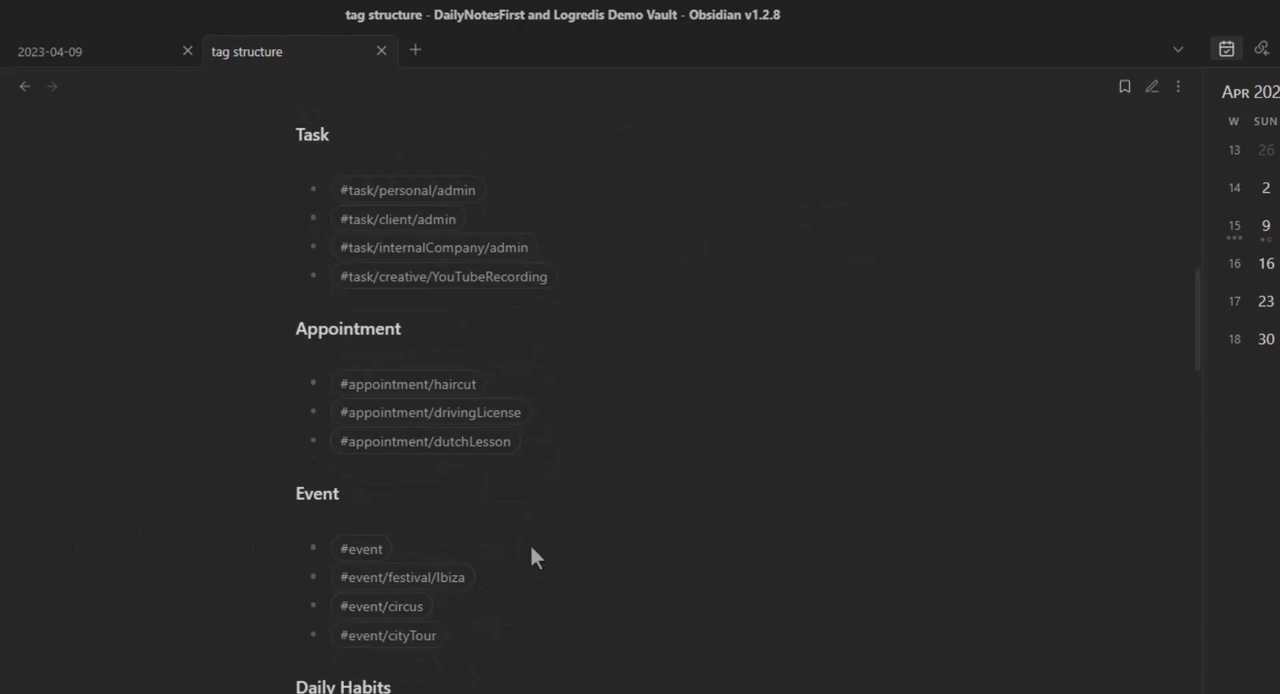 tag structure - DailyNotesFirst and Logredis Demo Vault - Obsidian v1.2.8
2023-04-09
tag structure
Task
#task/personal/admin
#task/client/admin
#task/internalCompany/admin
#task/creative/YouTubeRecording
Appointment
#appointment/haircut
#appointment/drivingLicense
#appointment/dutchLesson
Event
#event
#event/festival/Ibiza
#event/circus
#event/cityTour
Daily Habits
APR 202
W SUN
13 26
14 2
15 9
16 16
17 23
18 30